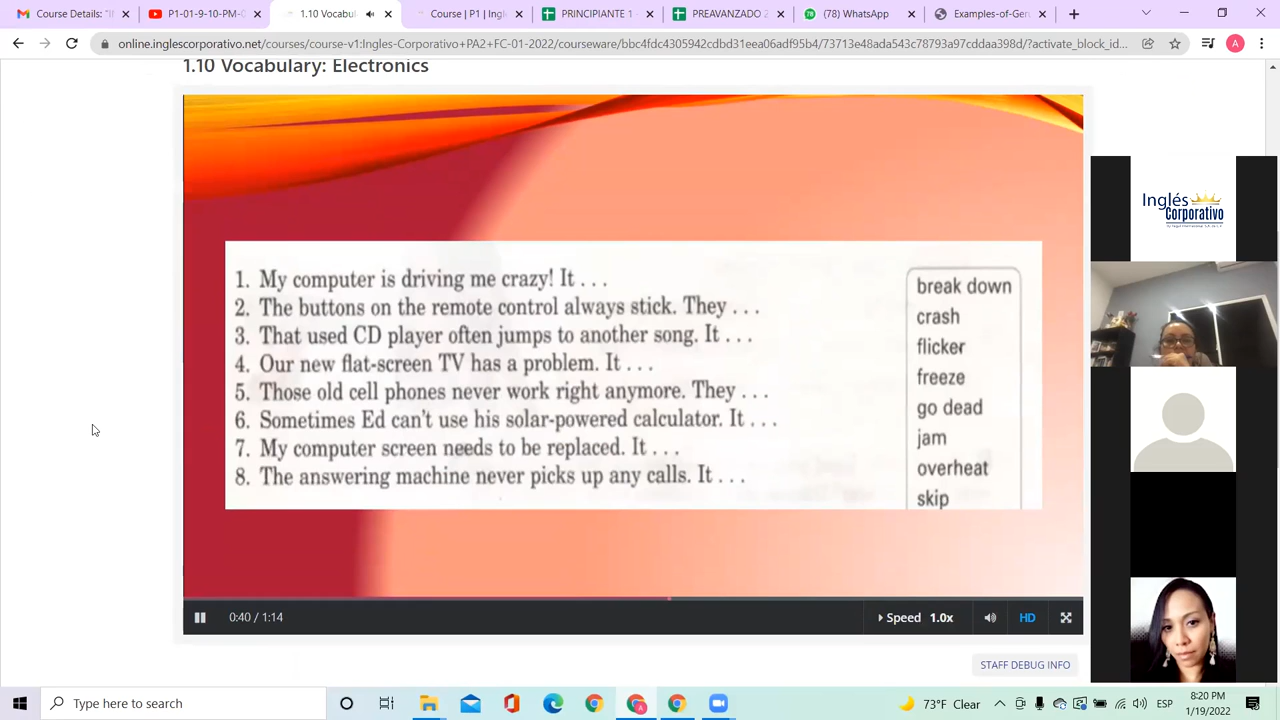 P1-01-9-10-PM-C
1.10 Vocabul
Course | P1 | Ingle
PRINCIPIANTE 1 -
PREAVANZADO 2
(78) WhatsApp
Examples-of-Gen
online.inglescorporativo.net/courses/course-v1:Ingles-Corporativo+PA2+FC-01-2022/courseware/bbc4fdc4305942cdbd31eea06adf95b4/73713e48ada543c78793a97cddaa398d/?activate_block_id...
1.10 Vocabulary: Electronics
1. My computer is driving me crazy! It . . .
2. The buttons on the remote control always stick. They . . .
3. That used CD player often jumps to another song. It . . .
4. Our new flat-screen TV has a problem. It . . .
5. Those old cell phones never work right anymore. They . . .
6. Sometimes Ed can't use his solar-powered calculator. It . . .
7. My computer screen needs to be replaced. It . . .
8. The answering machine never picks up any calls. It . . .
break down
crash
flicker
freeze
go dead
jam
overheat
skip
0:40 / 1:14
Speed 1.0x
HD
STAFF DEBUG INFO
Inglés
Corporativo
Type here to search
73°F Clear
ESP
8:20 PM
1/19/2022